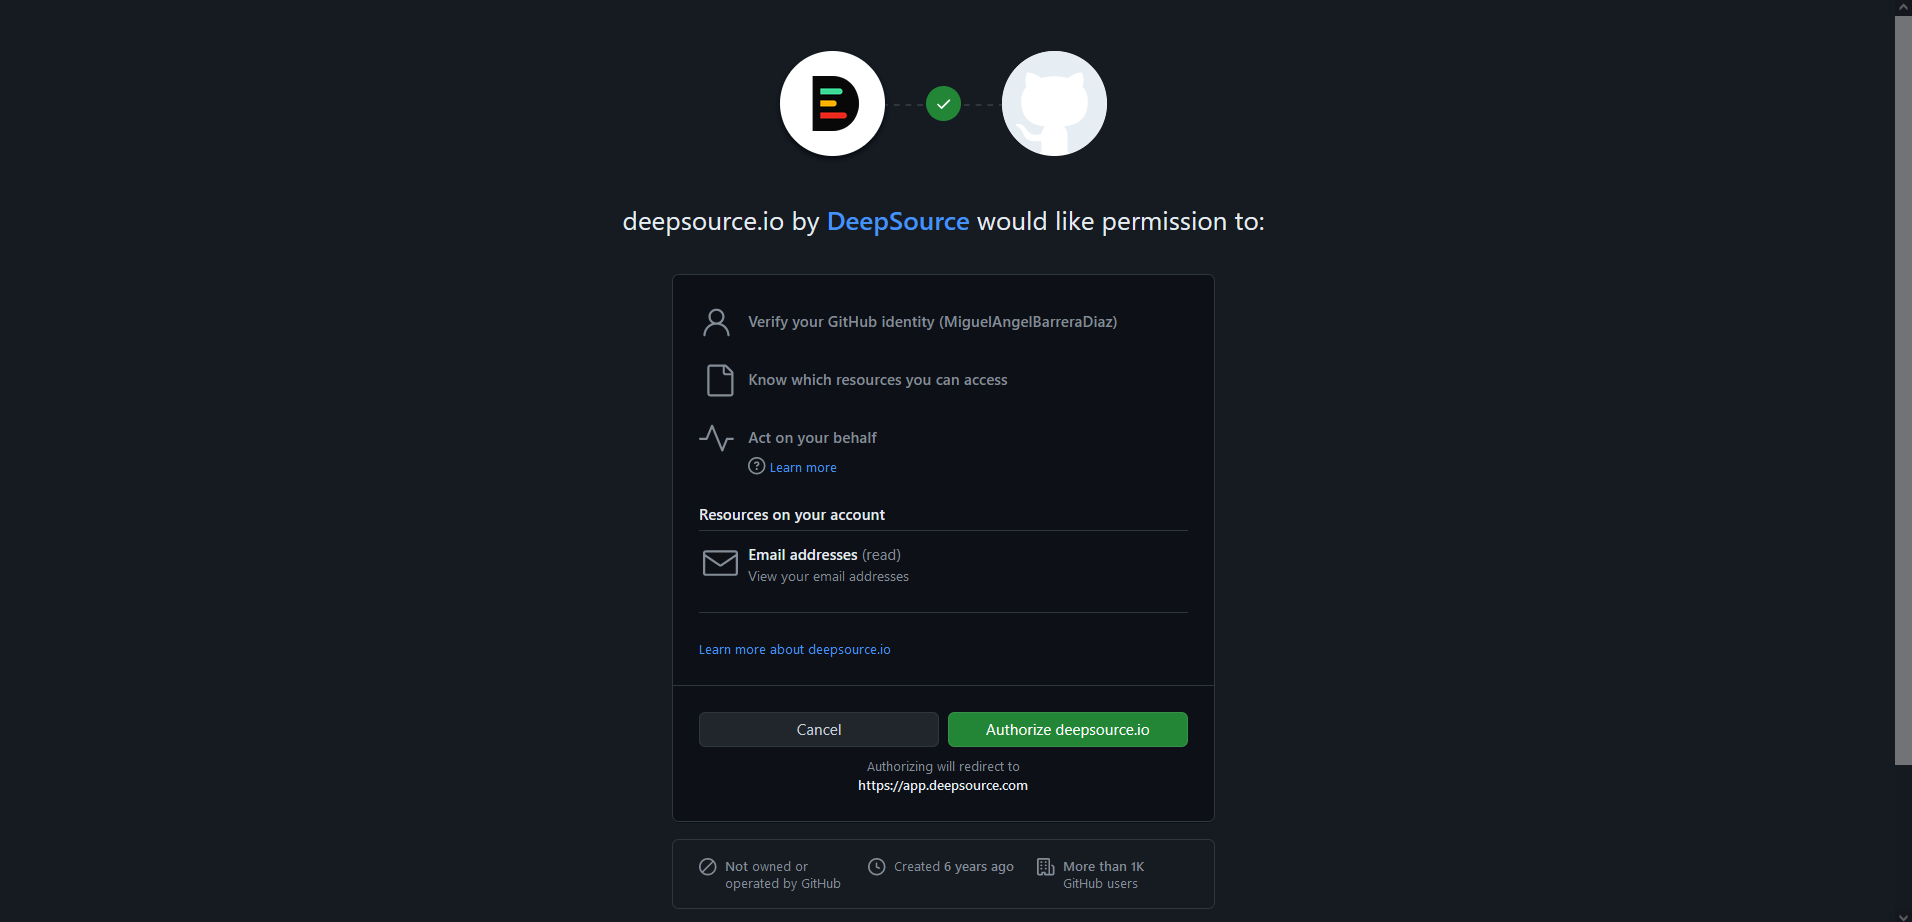 deepsource.io by DeepSource would like permission to:
Verify your GitHub identity (MiguelAngelBarreraDiaz)
Know which resources you can access
Act on your behalf
Learn more
Resources on your account
Email addresses (read)
View your email addresses
Learn more about deepsource.io
Cancel
Authorize deepsource.io
Authorizing will redirect to
https://app.deepsource.com
Not owned or
operated by GitHub
Created 6 years ago
More than 1K
GitHub users